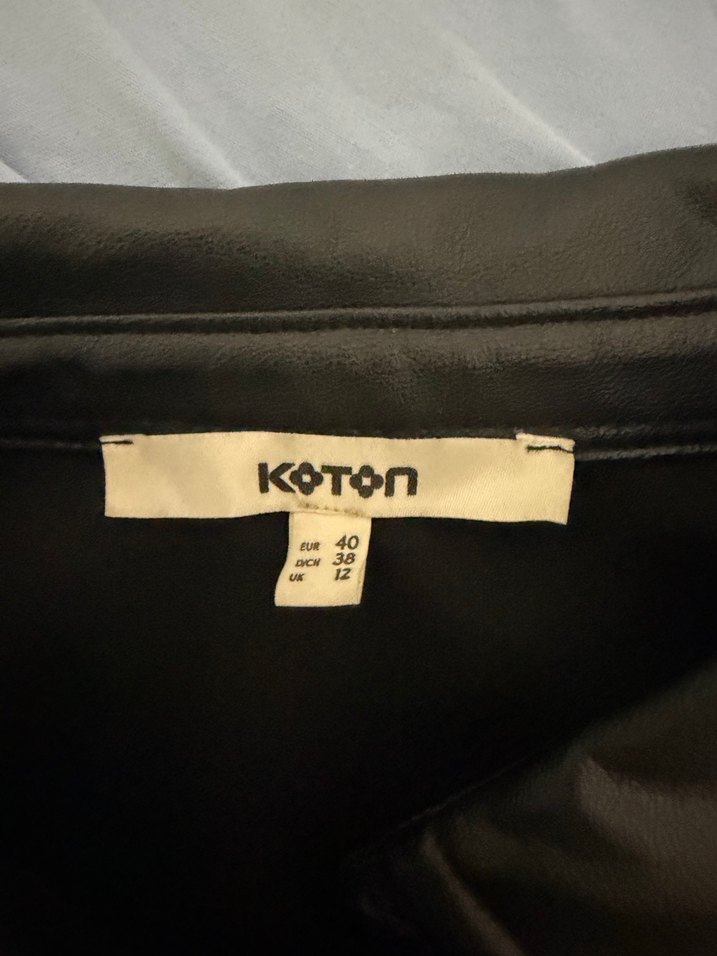 KOTON
EUR 40
D/CH 38
UK 12